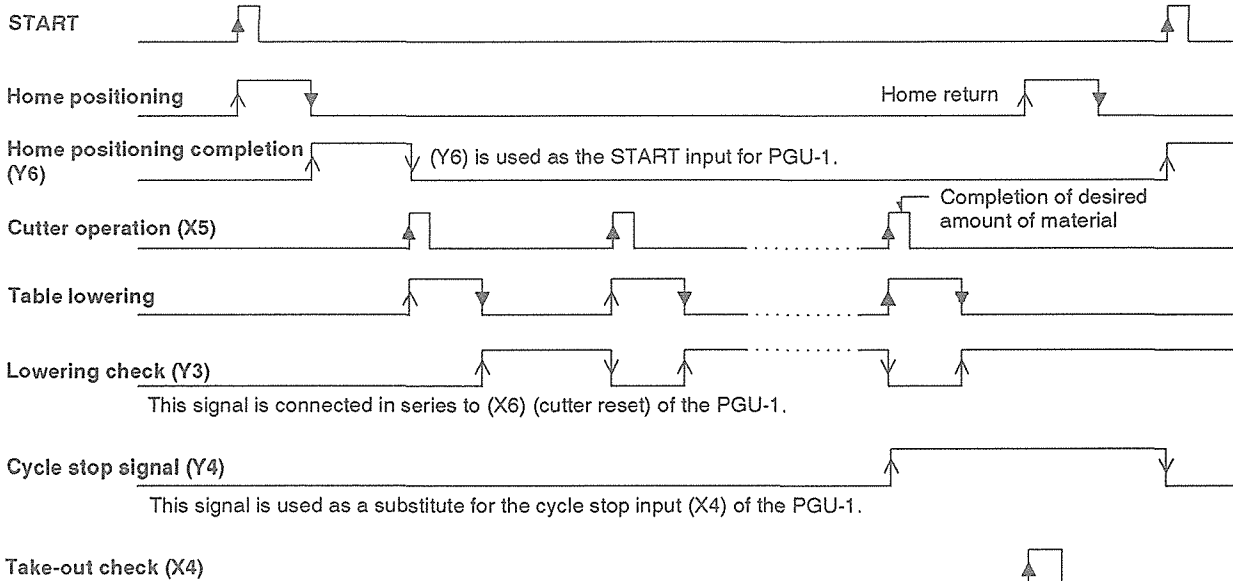 START
Home positioning
Home return
Home positioning completion
(Y6)
(Y6) is used as the START input for PGU-1.
Completion of desired
amount of material
Cutter operation (X5)
Table lowering
Lowering check (Y3)
This signal is connected in series to (X6) (cutter reset) of the PGU-1.
Cycle stop signal (Y4)
This signal is used as a substitute for the cycle stop input (X4) of the PGU-1.
Take-out check (X4)